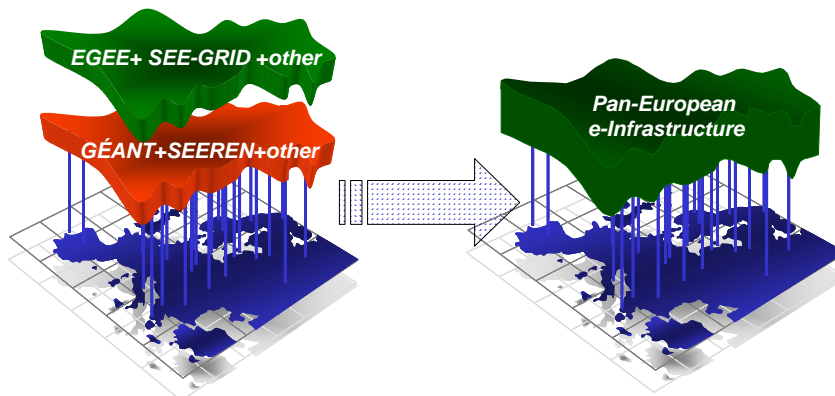 EGEE+ SEE-GRID +other
GÉANT+SEEREN+other
Pan-European
e-Infrastructure